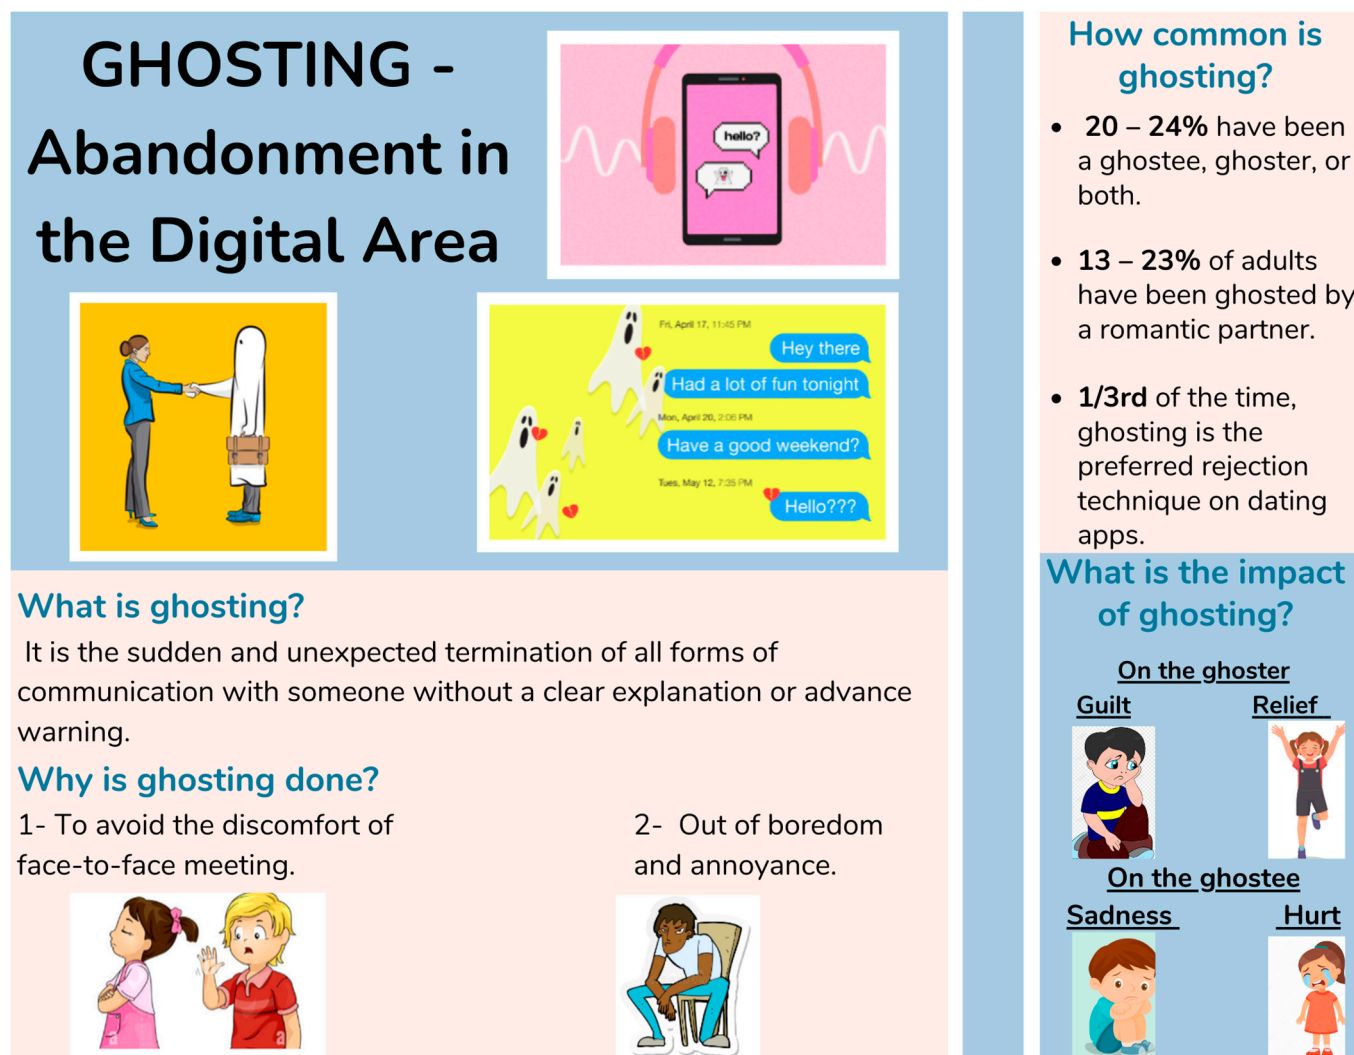 GHOSTING -
Abandonment in
the Digital Area
hello?
Fri, April 17, 11:45 PM
Hey there
Had a lot of fun tonight
Mon, April 20, 2:06 PM
Have a good weekend?
Tues, May 12, 7:35 PM
Hello???
What is ghosting?
It is the sudden and unexpected termination of all forms of
communication with someone without a clear explanation or advance
warning.
Why is ghosting done?
1- To avoid the discomfort of
face-to-face meeting.
2- Out of boredom
and annoyance.
a
a
How common is
ghosting?
• 20 – 24% have been
a ghostee, ghoster, or
both.
• 13 – 23% of adults
have been ghosted by
a romantic partner.
• 1/3rd of the time,
ghosting is the
preferred rejection
technique on dating
apps.
What is the impact
of ghosting?
On the ghoster
Guilt
Relief
On the ghostee
Sadness
Hurt